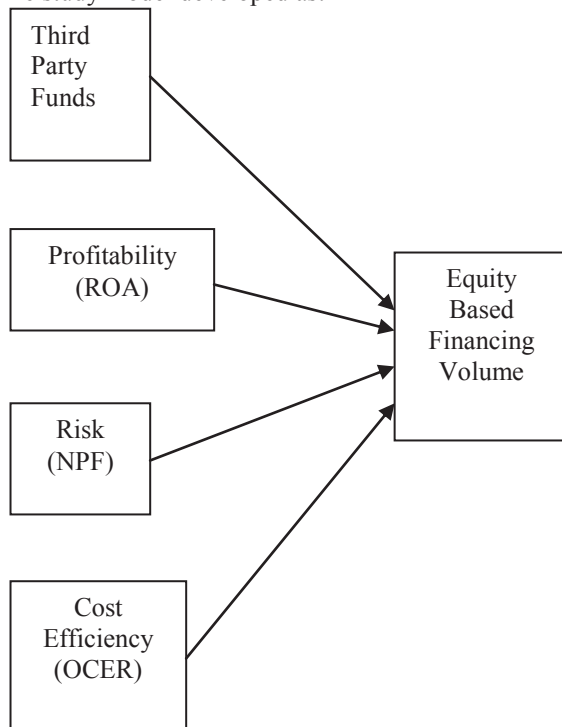 study model developed as:
Third
Party
Funds
Profitability
(ROA)
Equity
Based
Financing
Volume
Risk
(NPF)
Cost
Efficiency
(OCER)